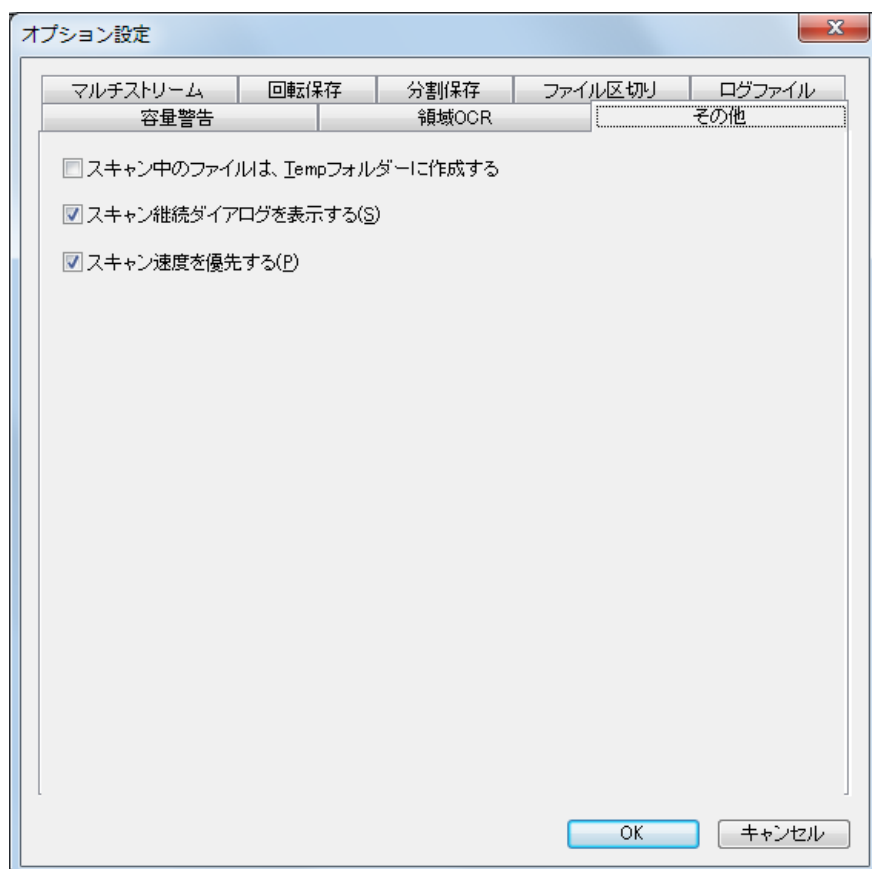 オプション設定
マルチストリーム
回転保存
分割保存
ファイル区切り
ログファイル
容量警告
領域OCR
その他
スキャン中のファイルは、Tempフォルダーに作成する
スキャン継続ダイアログを表示する(S)
スキャン速度を優先する(P)
OK
キャンセル